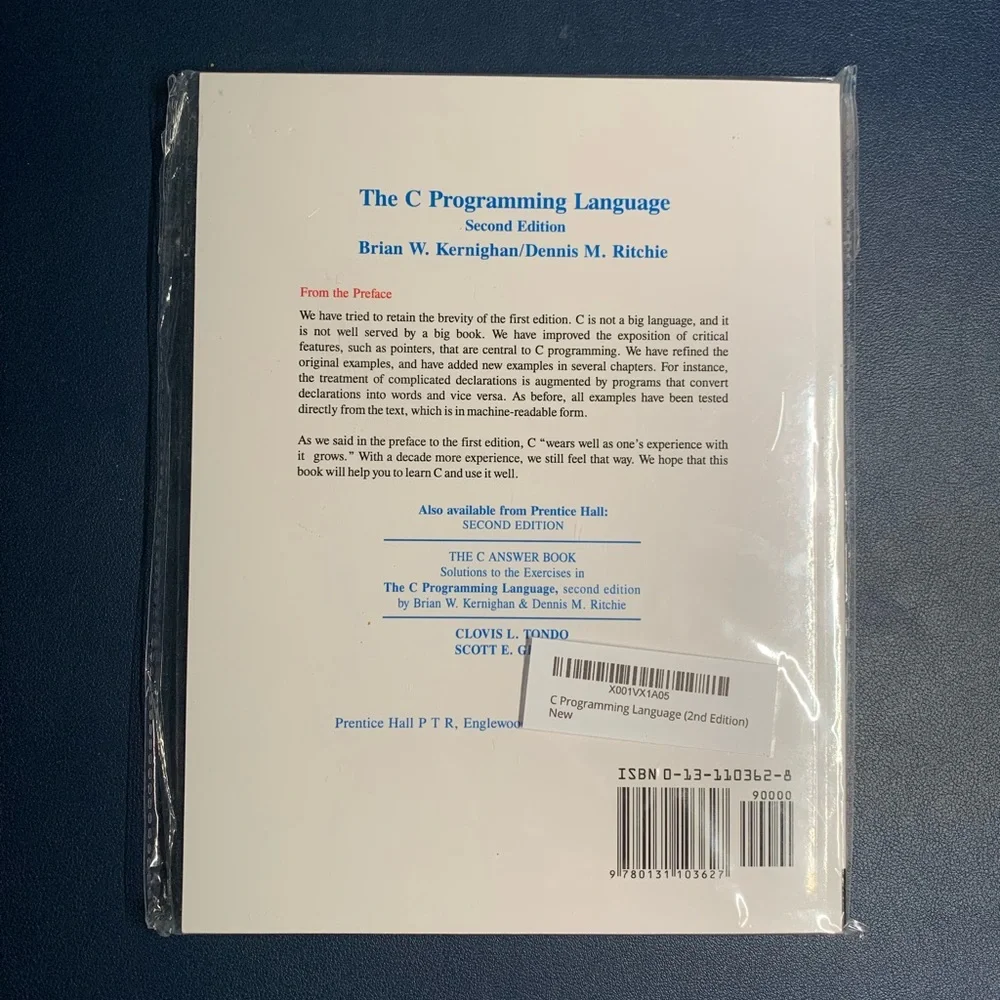 The C Programming Language
Second Edition
Brian W. Kernighan/Dennis M. Ritchie
From the Preface
We have tried to retain the brevity of the first edition. C is not a big language, and it
is not well served by a big book. We have improved the exposition of critical
features, such as pointers, that are central to C programming. We have refined the
original examples, and have added new examples in several chapters. For instance,
the treatment of complicated declarations is augmented by programs that convert
declarations into words and vice versa. As before, all examples have been tested
directly from the text, which is in machine-readable form.
As we said in the preface to the first edition, C “wears well as one’s experience with
it grows.” With a decade more experience, we still feel that way. We hope that this
book will help you to learn C and use it well.
Also available from Prentice Hall:
SECOND EDITION
THE C ANSWER BOOK
Solutions to the Exercises in
The C Programming Language, second edition
by Brian W. Kernighan & Dennis M. Ritchie
CLOVIS L. TONDO
SCOTT E.
X001VX1A05
C Programming Language (2nd Edition)
New
Prentice Hall P T R,
ISBN 0-13-110362-8
90000
9 780131 103627